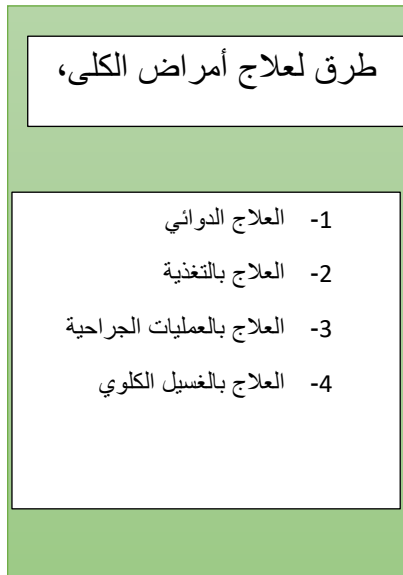 طرق لعلاج أمراض الكلى،
1- العلاج الدوائي
2- العلاج بالتغذية
3- العلاج بالعمليات الجراحية
4- العلاج بالغسيل الكلوي